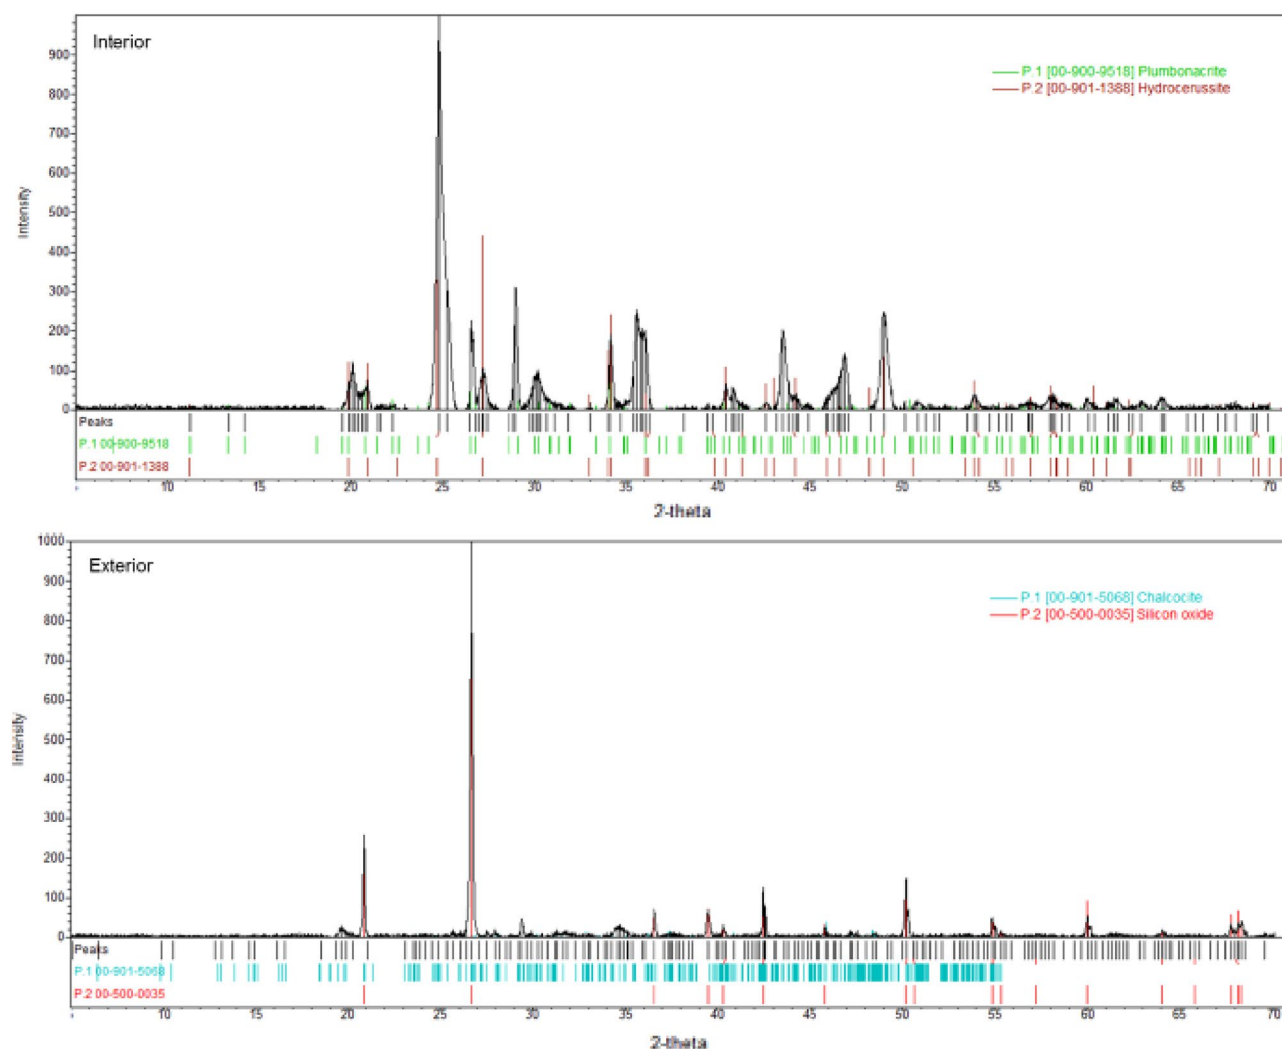 Interior
P.1 [00-900-9518] Plumbonacrite
P.2 [00-901-1388] Hydrocerussite
900
800
700
600
500
400
300
200
100
0
Intensity
Peaks
P.1 00-900-9518
P.2 00-901-1388
10 15 20 25 30 35 40 45 50 55 60 65 70
2-theta
Exterior
P.1 [00-901-5068] Chalcocite
P.2 [00-500-0035] Silicon oxide
1000
900
800
700
600
500
400
300
200
100
0
Intensity
Peaks
P.1 00-901-5068
P.2 00-500-0035
10 15 20 25 30 35 40 45 50 55 60 65 70
2-theta